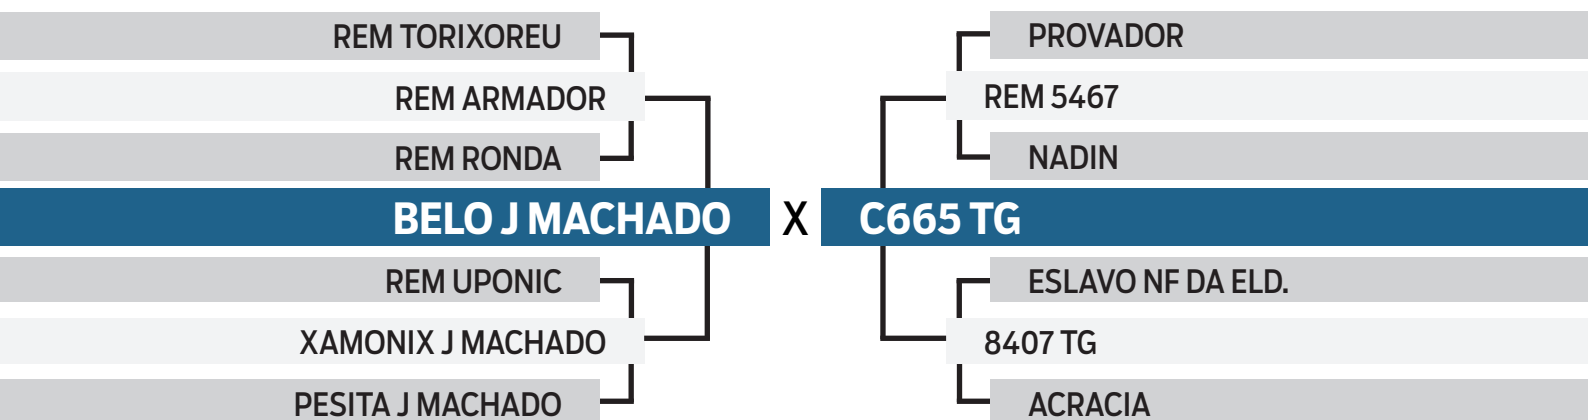 REM TORIXOREU
REM ARMADOR
REM RONDA
BELO J MACHADO
REM UPONIC
XAMONIX J MACHADO
PESITA J MACHADO
X
PROVADOR
REM 5467
NADIN
C665 TG
ESLAVO NF DA ELD.
8407 TG
ACRACIA